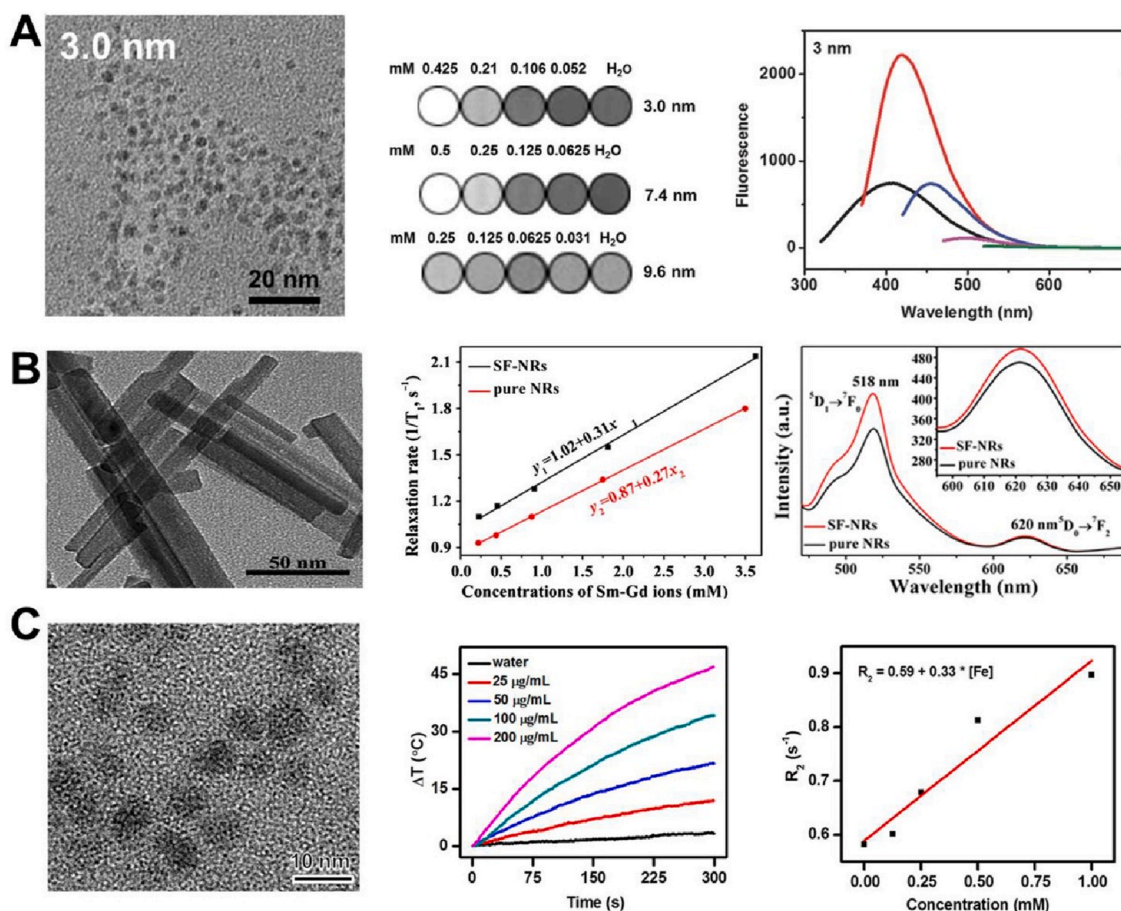 A
3.0 nm
20 nm
mM 0.425 0.21 0.106 0.052 H₂O
3.0 nm
mM 0.5 0.25 0.125 0.0625 H₂O
7.4 nm
mM 0.25 0.125 0.0625 0.031 H₂O
9.6 nm
3 nm
2000
1000
0
Fluorescence
300 400 500 600
Wavelength (nm)
B
50 nm
SF-NRs
pure NRs
y₁=1.02+0.31x₁
y₂=0.87+0.27x₂
2.1
1.8
1.5
1.2
0.9
Relaxation rate (1/T₁, s⁻¹)
0.0 0.5 1.0 1.5 2.0 2.5 3.0 3.5
Concentrations of Sm-Gd ions (mM)
518 nm
⁵D₁→⁷F₀
SF-NRs
pure NRs
620 nm⁵D₀→⁷F₂
Intensity (a.u.)
500 550 600 650
Wavelength (nm)
480
440
400
360
320
280
SF-NRs
pure NRs
600 610 620 630 640 650
C
10 nm
water
25 μg/mL
50 μg/mL
100 μg/mL
200 μg/mL
45
30
15
0
ΔT (°C)
0 75 150 225 300
Time (s)
R₂ = 0.59 + 0.33 * [Fe]
0.9
0.8
0.7
0.6
R₂ (s⁻¹)
0.00 0.25 0.50 0.75 1.00
Concentration (mM)